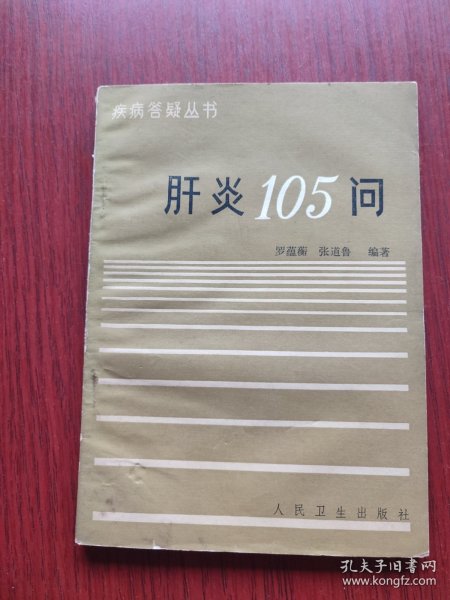 疾病答疑丛书
肝炎105问
罗蕴蘅 张道鲁 编著
人民卫生出版社
孔夫子旧书网
www.kongfz.com